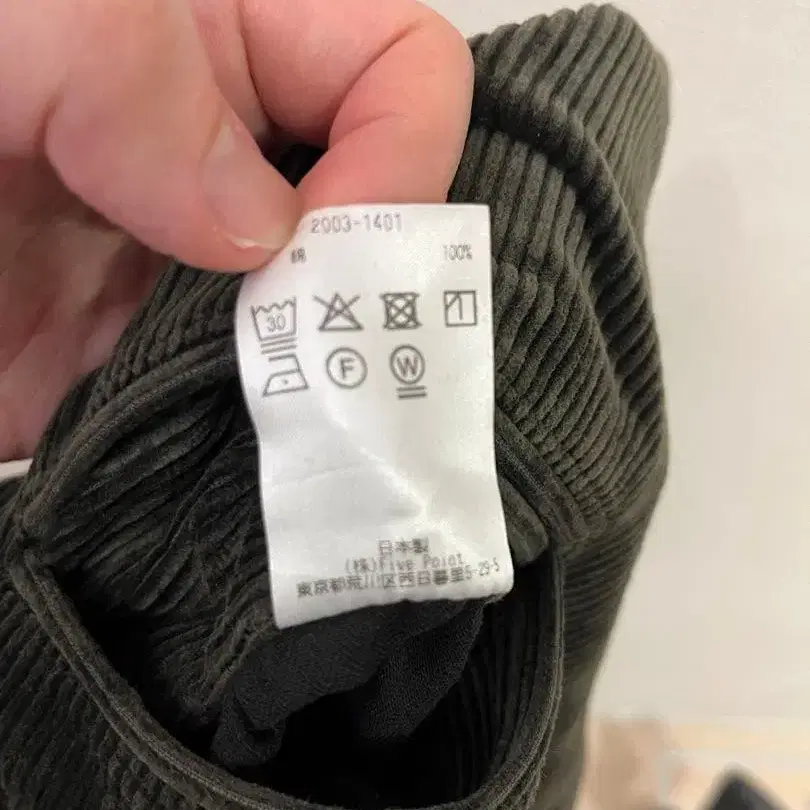 2003-1401
綿 100%
30
F W
日本製
(株)Five Point
東京都荒川区西日暮里5-29-5